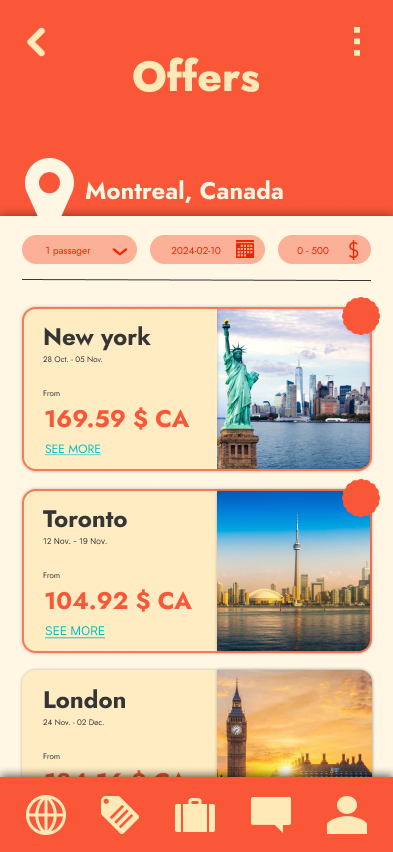 Offers
Montreal, Canada
1 passager
2024-02-10
0 - 500 $
New york
28 Oct. - 05 Nov.
From
169.59 $ CA
SEE MORE
Toronto
12 Nov. - 19 Nov.
From
104.92 $ CA
SEE MORE
London
24 Nov. - 02 Dec.
From